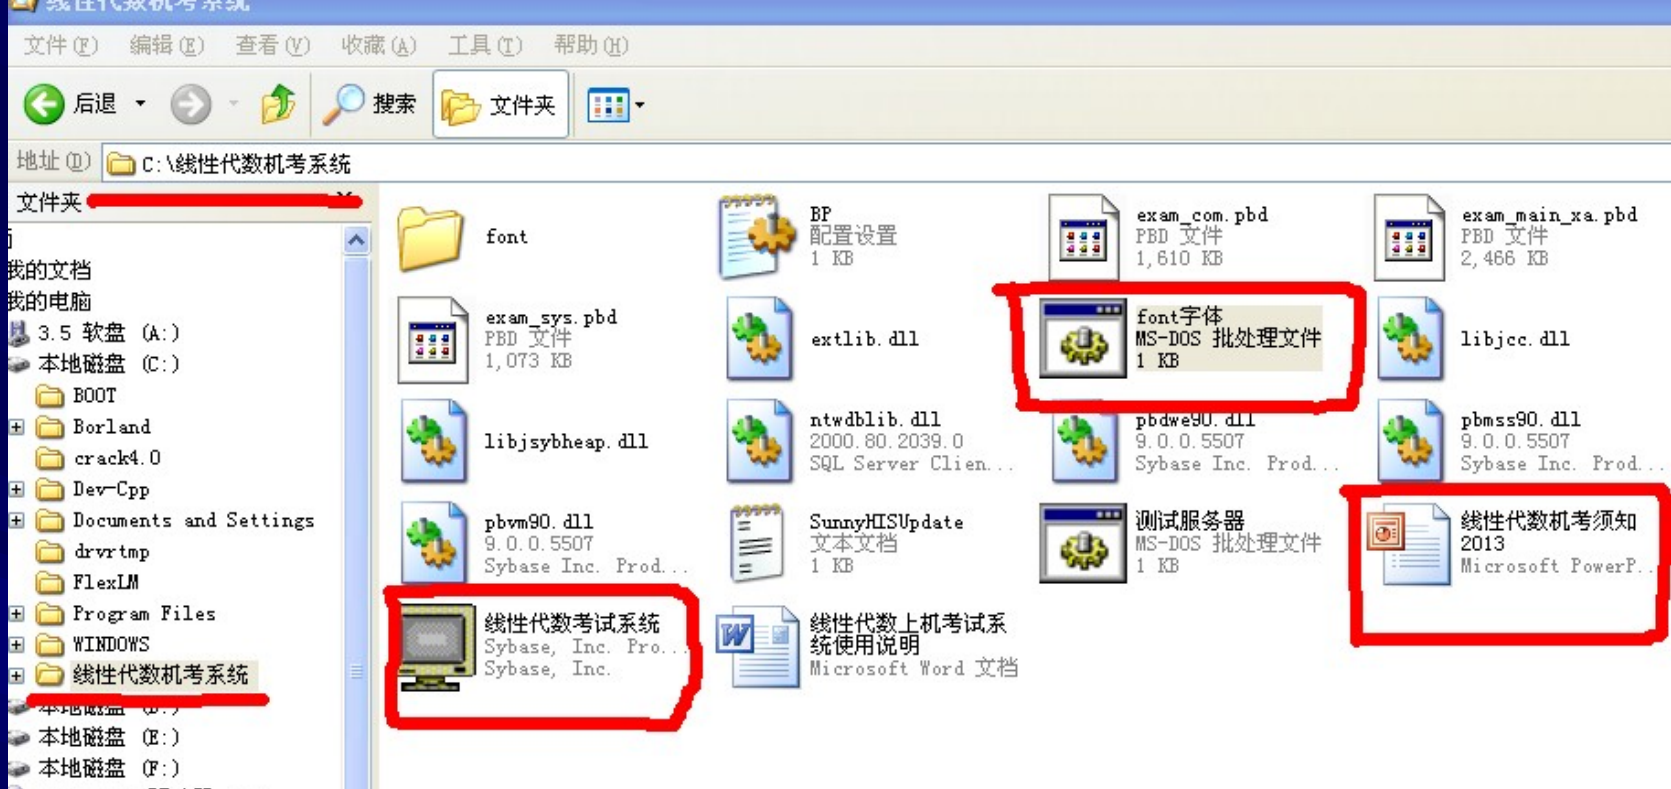 线性代数机考系统
文件(F) 编辑(E) 查看(V) 收藏(A) 工具(T) 帮助(H)
后退 搜索 文件夹
地址(D) C:\线性代数机考系统
文件夹
我的文档
我的电脑
3.5 软盘 (A:)
本地磁盘 (C:)
BOOT
Borland
crack4.0
Dev-Cpp
Documents and Settings
drvrtmp
FlexLM
Program Files
WINDOWS
线性代数机考系统
本地磁盘 (D:)
本地磁盘 (E:)
本地磁盘 (F:)
font
BP
配置设置
1 KB
exam_com.pbd
PBD 文件
1,610 KB
exam_main_xa.pbd
PBD 文件
2,466 KB
exam_sys.pbd
PBD 文件
1,073 KB
extlib.dll
font字体
MS-DOS 批处理文件
1 KB
libjcc.dll
libjsybheap.dll
ntwdblib.dll
2000.80.2039.0
SQL Server Clien...
pbdwe90.dll
9.0.0.5507
Sybase Inc. Prod...
pbmss90.dll
9.0.0.5507
Sybase Inc. Prod...
pbvm90.dll
9.0.0.5507
Sybase Inc. Prod...
SunnyHISUpdate
文本文档
1 KB
测试服务器
MS-DOS 批处理文件
1 KB
线性代数机考须知
2013
Microsoft PowerP...
线性代数考试系统
Sybase, Inc. Pro...
Sybase, Inc.
线性代数上机考试系
统使用说明
Microsoft Word 文档